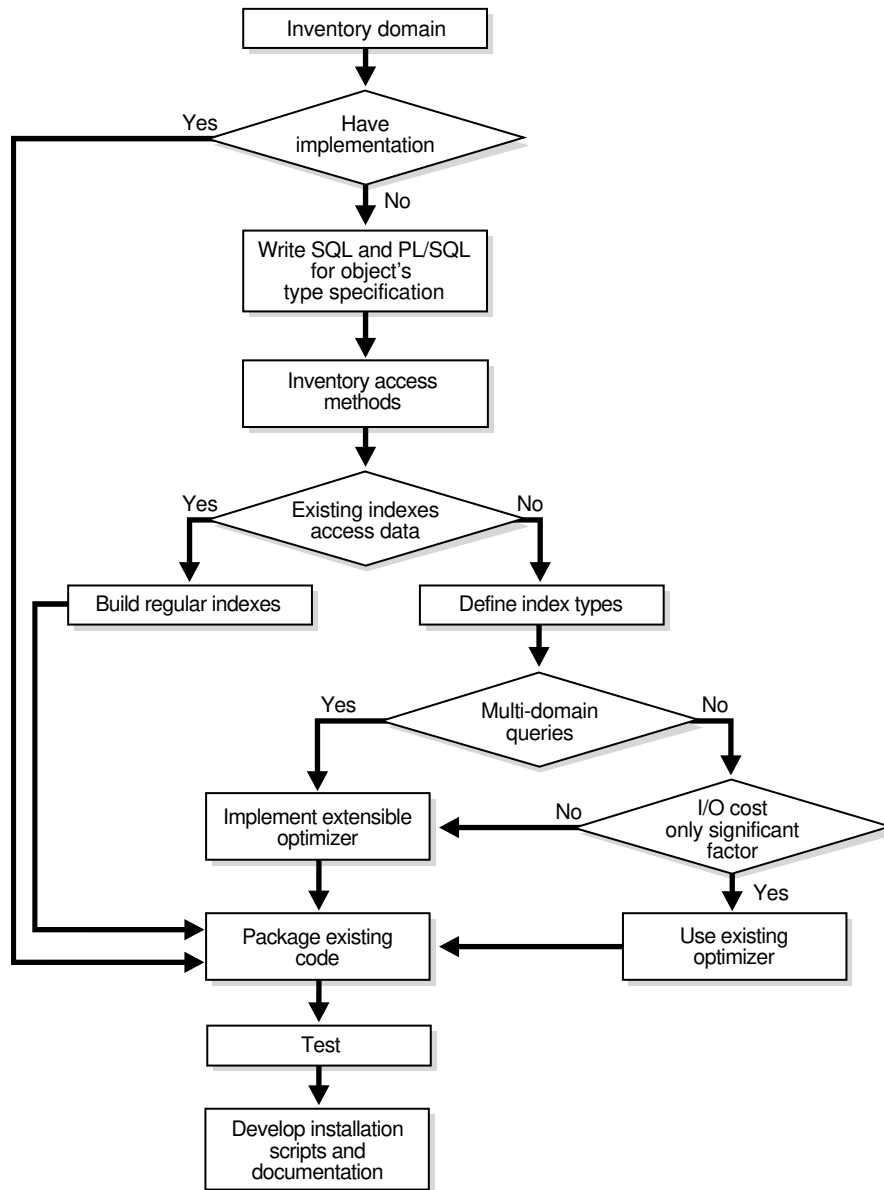 Inventory domain
Yes
Have
implementation
No
Write SQL and PL/SQL
for object's
type specification
Inventory access
methods
Yes
Existing indexes
access data
No
Build regular indexes
Define index types
Yes
Multi-domain
queries
No
Implement extensible
optimizer
No
I/O cost
only significant
factor
Yes
Package existing
code
Use existing
optimizer
Test
Develop installation
scripts and
documentation